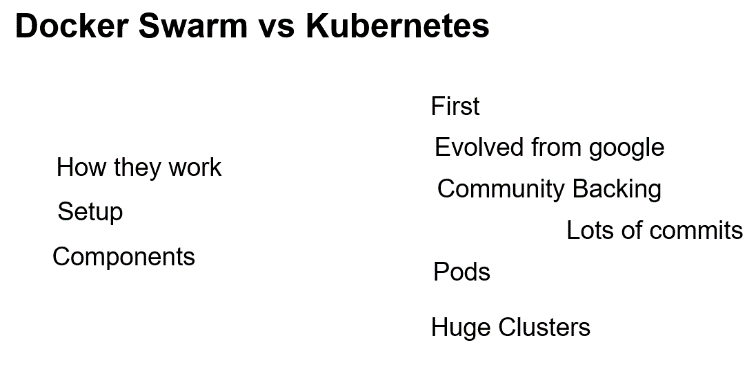 Docker Swarm vs Kubernetes
How they work
Setup
Components
First
Evolved from google
Community Backing
Lots of commits
Pods
Huge Clusters